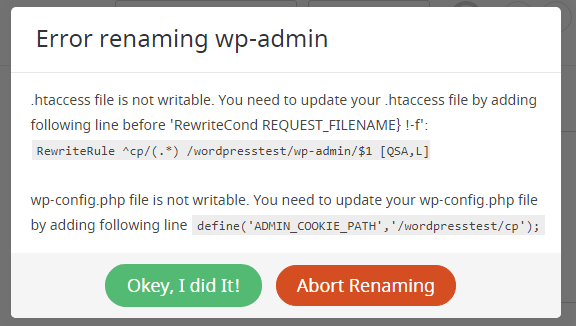 Error renaming wp-admin
.htaccess file is not writable. You need to update your .htaccess file by adding
following line before 'RewriteCond REQUEST_FILENAME} !-f':
RewriteRule ^cp/(.*) /wordpresstest/wp-admin/$1 [QSA,L]
wp-config.php file is not writable. You need to update your wp-config.php file
by adding following line define('ADMIN_COOKIE_PATH','/wordpresstest/cp');
Okey, I did It!
Abort Renaming